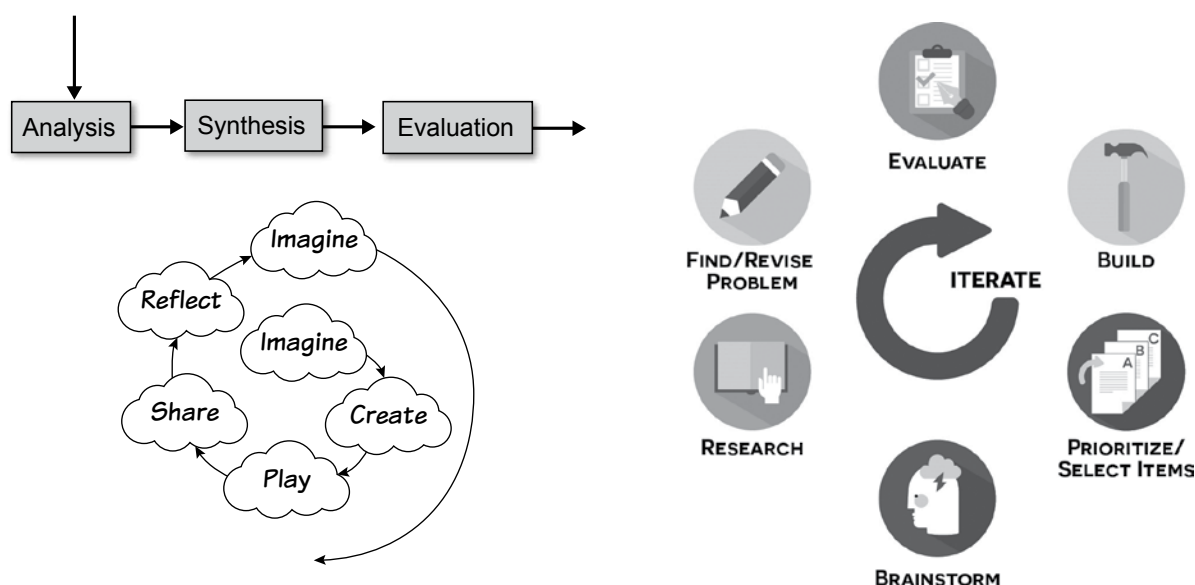 Analysis
Synthesis
Evaluation
Imagine
Reflect
Imagine
Share
Create
Play
EVALUATE
FIND/REVISE
PROBLEM
BUILD
ITERATE
A
B
C
RESEARCH
PRIORITIZE/
SELECT ITEMS
BRAINSTORM